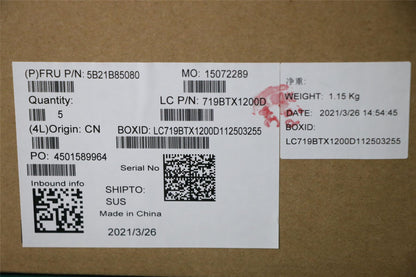 (P)FRU P/N: 5B21B85080
MO: 15072289
Quantity:
5
LC P/N: 719BTX1200D
(4L)Origin: CN
BOXID: LC719BTX1200D112503255
PO: 4501589964
Serial No
Inbound info
SHIPTO:
SUS
Made in China
2021/3/26
净重:
WEIGHT: 1.15 Kg
DATE: 2021/3/26 14:54:45
BOXID:
LC719BTX1200D112503255